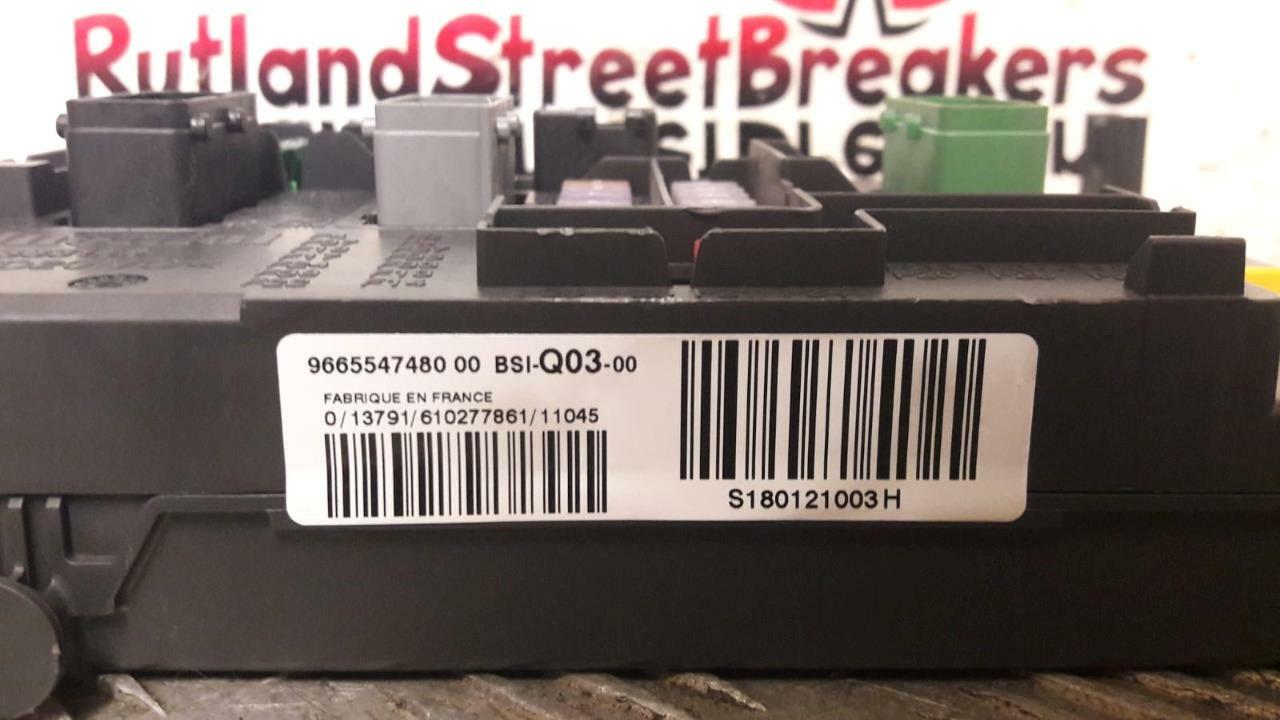 RutlandStreetBreakers
9665547480 00 BSI-Q03-00
FABRIQUE EN FRANCE
0/13791/610277861/11045
S180121003H